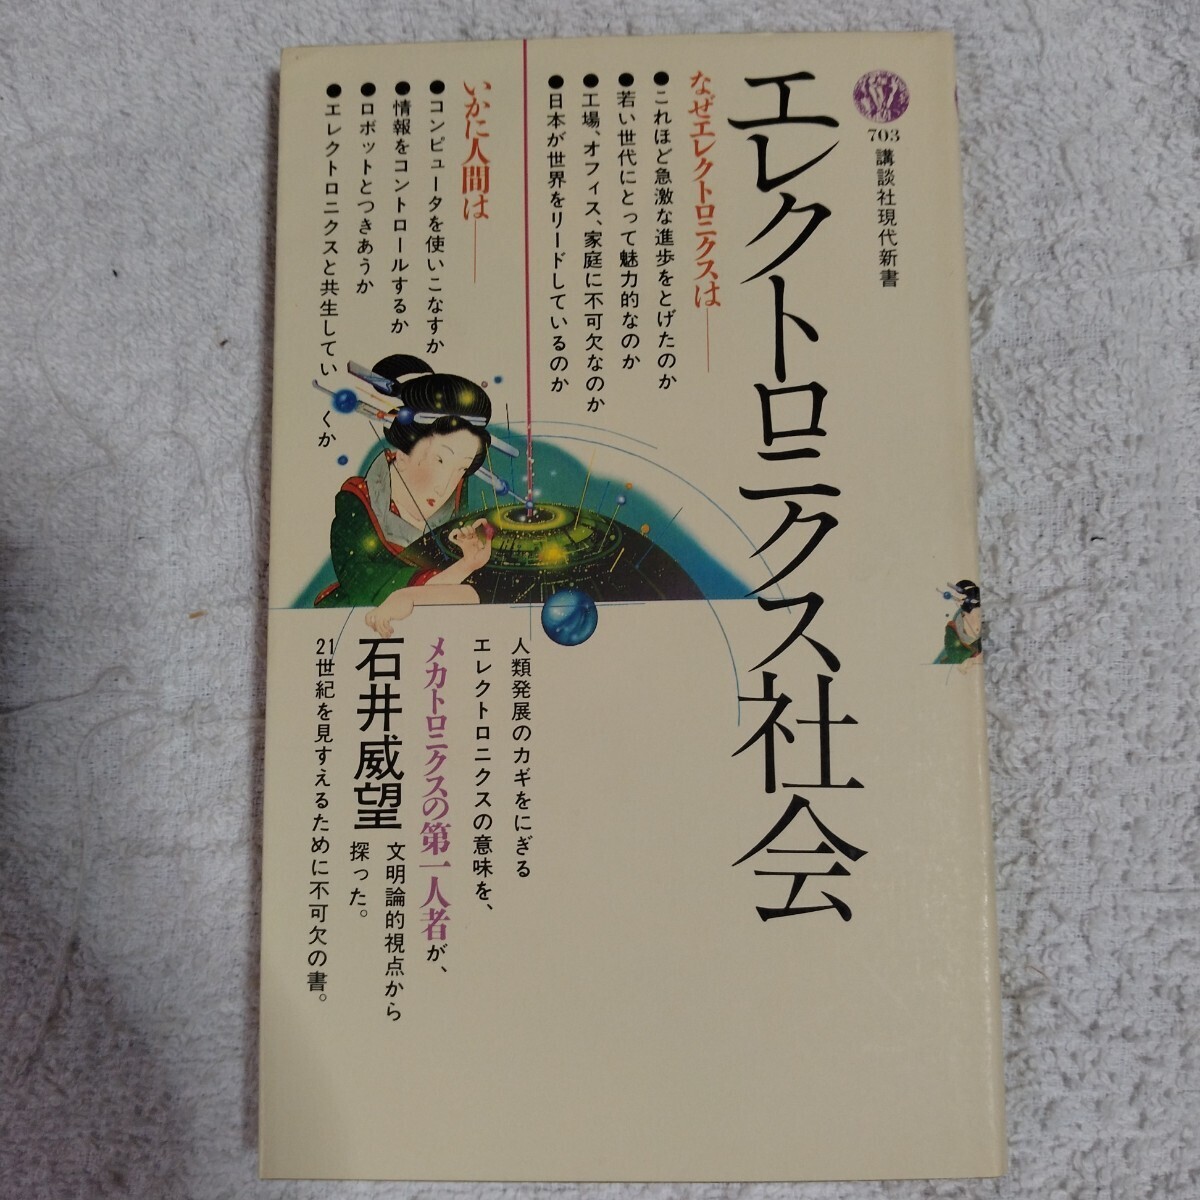 703
講談社現代新書
エレクトロニクス社会
なぜエレクトロニクスは――
●これほど急激な進歩をとげたのか
●若い世代にとって魅力的なのか
●工場、オフィス、家庭に不可欠なのか
●日本が世界をリードしているのか
いかに人間は――
●コンピュータを使いこなすか
●情報をコントロールするか
●ロボットとつきあうか
●エレクトロニクスと共生していくか
人類発展のカギをにぎる
エレクトロニクスの意味を、
メカトロニクスの第一人者が、
石井威望
文明論的視点から
探った。
21世紀を見すえるために不可欠の書。